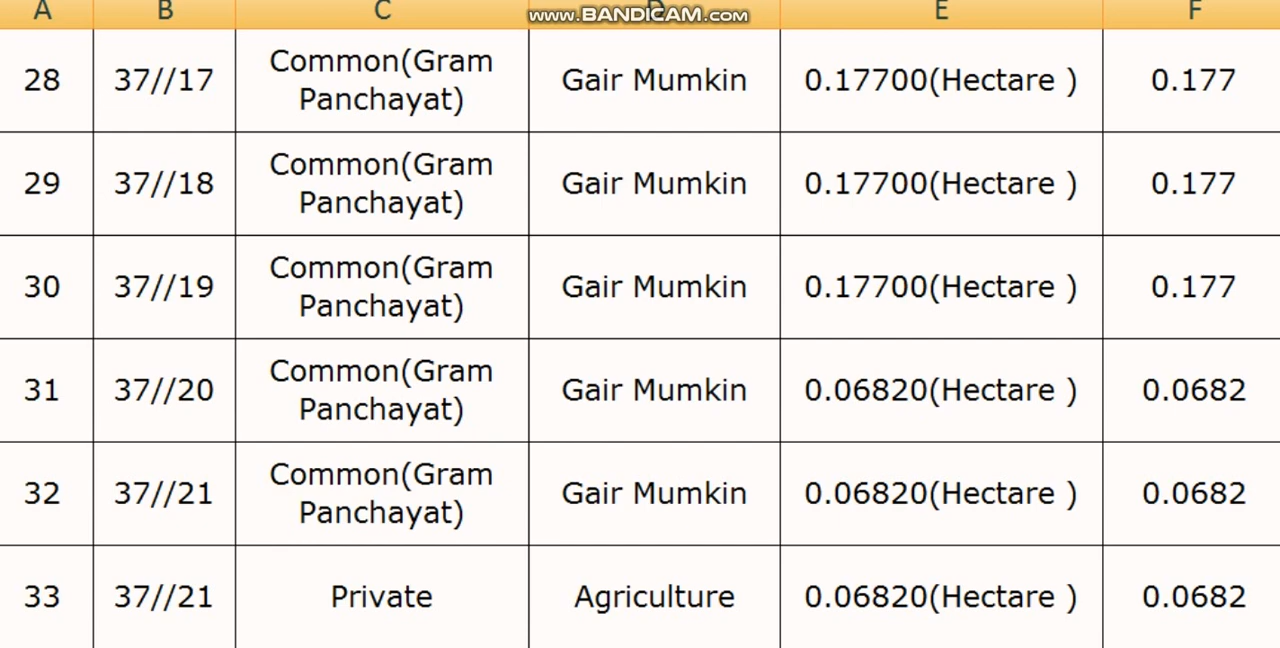 A B C D E F
www.BANDICAM.com
28 37//17 Common(Gram Panchayat) Gair Mumkin 0.17700(Hectare ) 0.177
29 37//18 Common(Gram Panchayat) Gair Mumkin 0.17700(Hectare ) 0.177
30 37//19 Common(Gram Panchayat) Gair Mumkin 0.17700(Hectare ) 0.177
31 37//20 Common(Gram Panchayat) Gair Mumkin 0.06820(Hectare ) 0.0682
32 37//21 Common(Gram Panchayat) Gair Mumkin 0.06820(Hectare ) 0.0682
33 37//21 Private Agriculture 0.06820(Hectare ) 0.0682